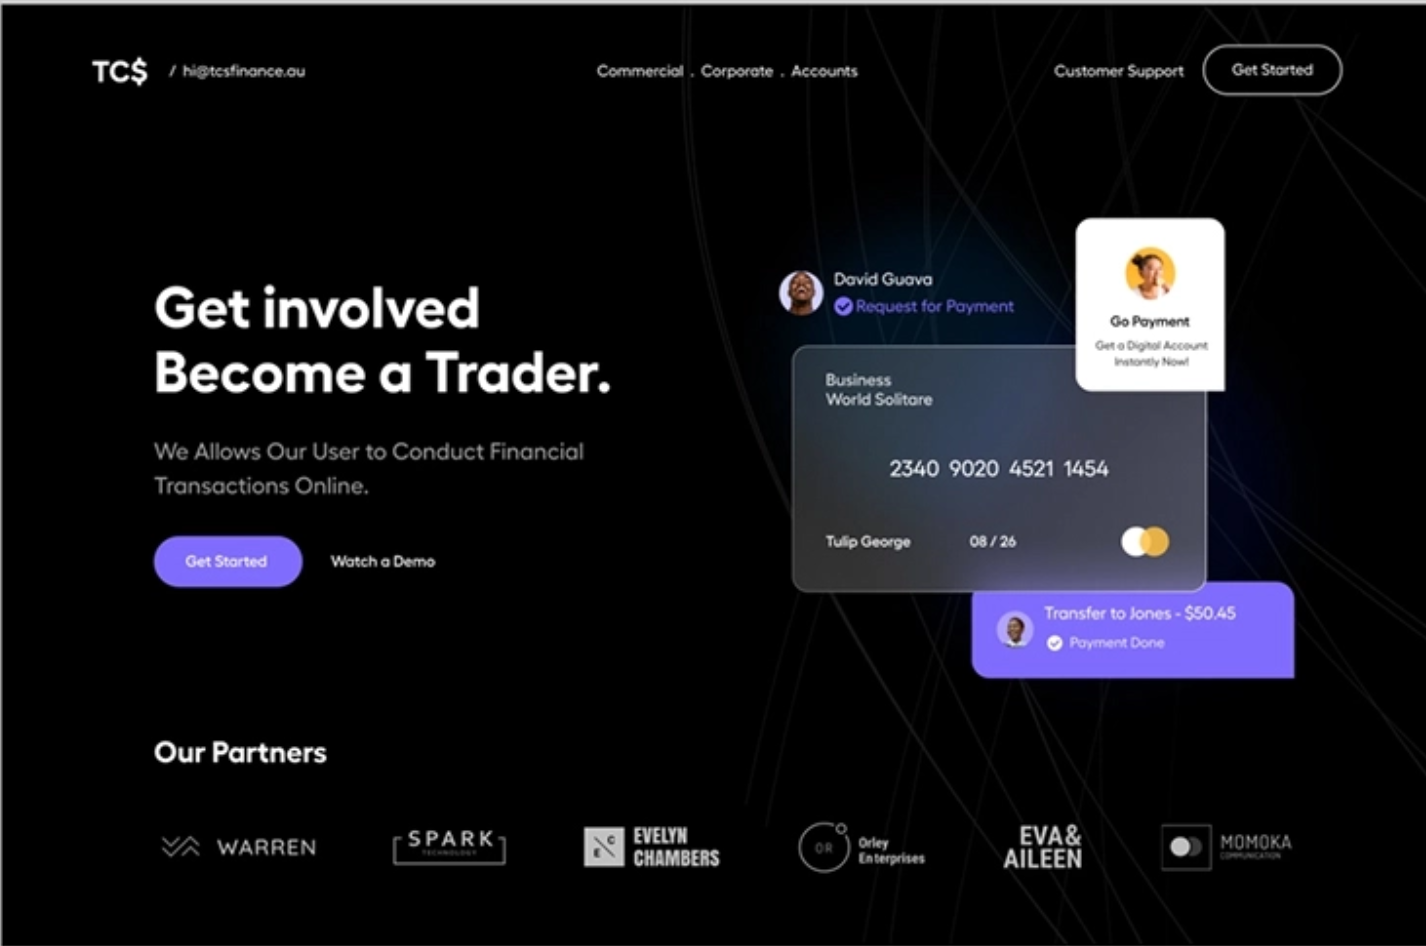 TC$ / hi@tcsfinance.au
Commercial . Corporate . Accounts
Customer Support
Get Started
Get involved
Become a Trader.
We Allows Our User to Conduct Financial
Transactions Online.
Get Started
Watch a Demo
David Guava
Request for Payment
Go Payment
Get a Digital Account
Instantly Now!
Business
World Solitare
2340 9020 4521 1454
Tulip George
08 / 26
Transfer to Jones - $50.45
Payment Done
Our Partners
WARREN
SPARK
TECHNOLOGY
E C
EVELYN
CHAMBERS
OR
Orley
Enterprises
EVA&
AILEEN
MOMOKA
COMMUNICATION